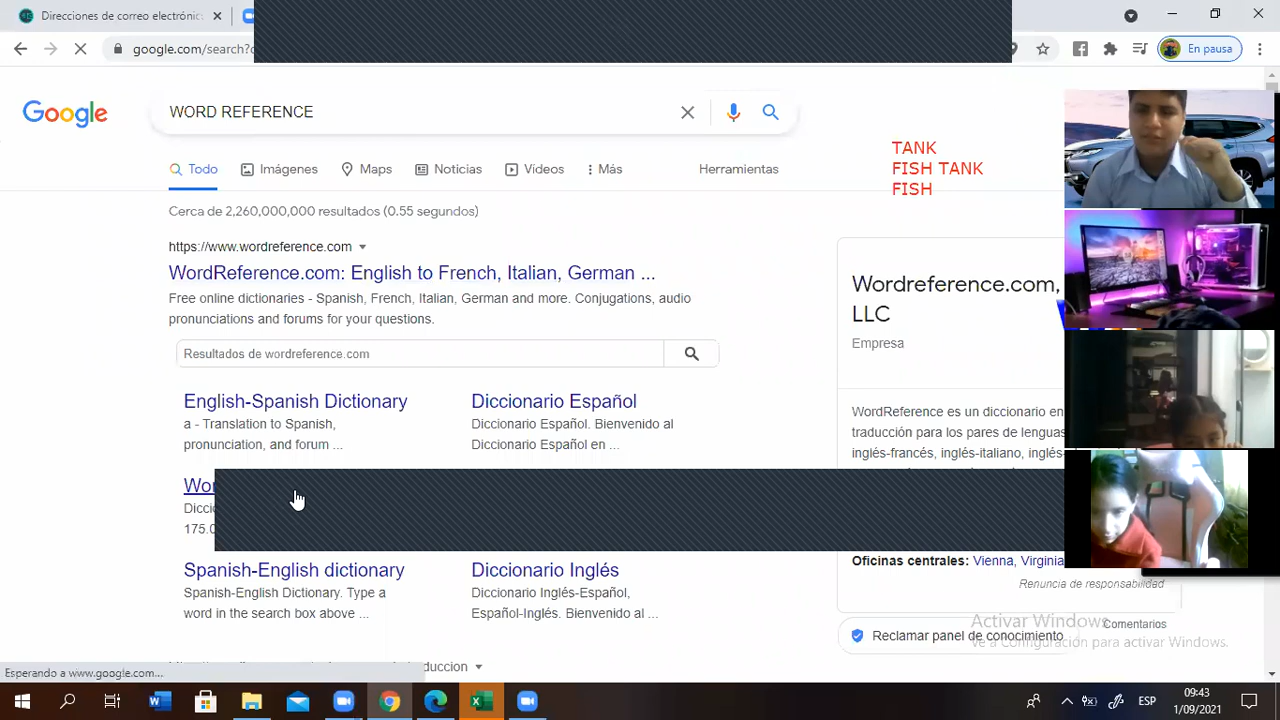 Direciones de correo electrónic
google.com/search?
En pausa
Google
WORD REFERENCE
TANK
FISH TANK
FISH
Todo
Imágenes
Maps
Noticias
Vídeos
Más
Herramientas
Cerca de 2,260,000,000 resultados (0.55 segundos)
https://www.wordreference.com
WordReference.com: English to French, Italian, German ...
Free online dictionaries - Spanish, French, Italian, German and more. Conjugations, audio
pronunciations and forums for your questions.
Resultados de wordreference.com
English-Spanish Dictionary
a - Translation to Spanish,
pronunciation, and forum ...
Diccionario Español
Diccionario Español. Bienvenido al
Diccionario Español en ...
Spanish-English dictionary
Spanish-English Dictionary. Type a
word in the search box above ...
Diccionario Inglés
Diccionario Inglés-Español,
Español-Inglés. Bienvenido al ...
Wordreference.com,
LLC
Empresa
WordReference es un diccionario en
traducción para los pares de lenguas
inglés-francés, inglés-italiano, inglés-
Oficinas centrales: Vienna, Virginia
Renuncia de responsabilidad
Comentarios
Reclamar panel de conocimiento
Activar Windows
Ve a Configuración para activar Windows.
Esperando a www.google.com...
ESP
09:43
1/09/2021